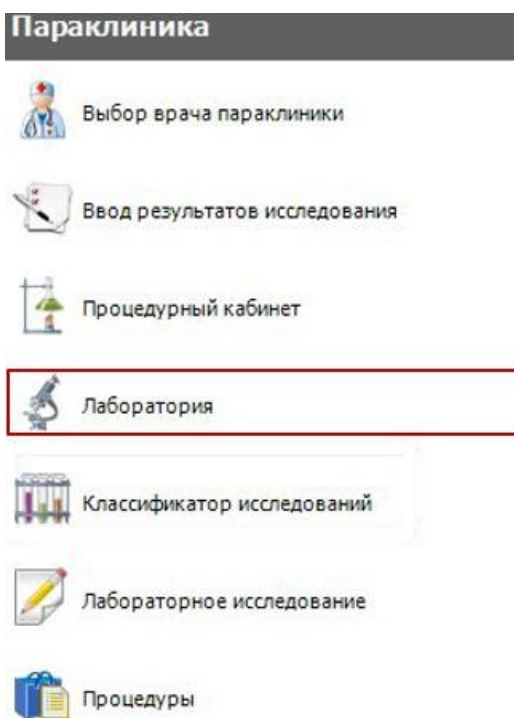 Параклиника
Выбор врача параклиники
Ввод результатов исследования
Процедурный кабинет
Лаборатория
Классификатор исследований
Лабораторное исследование
Процедуры